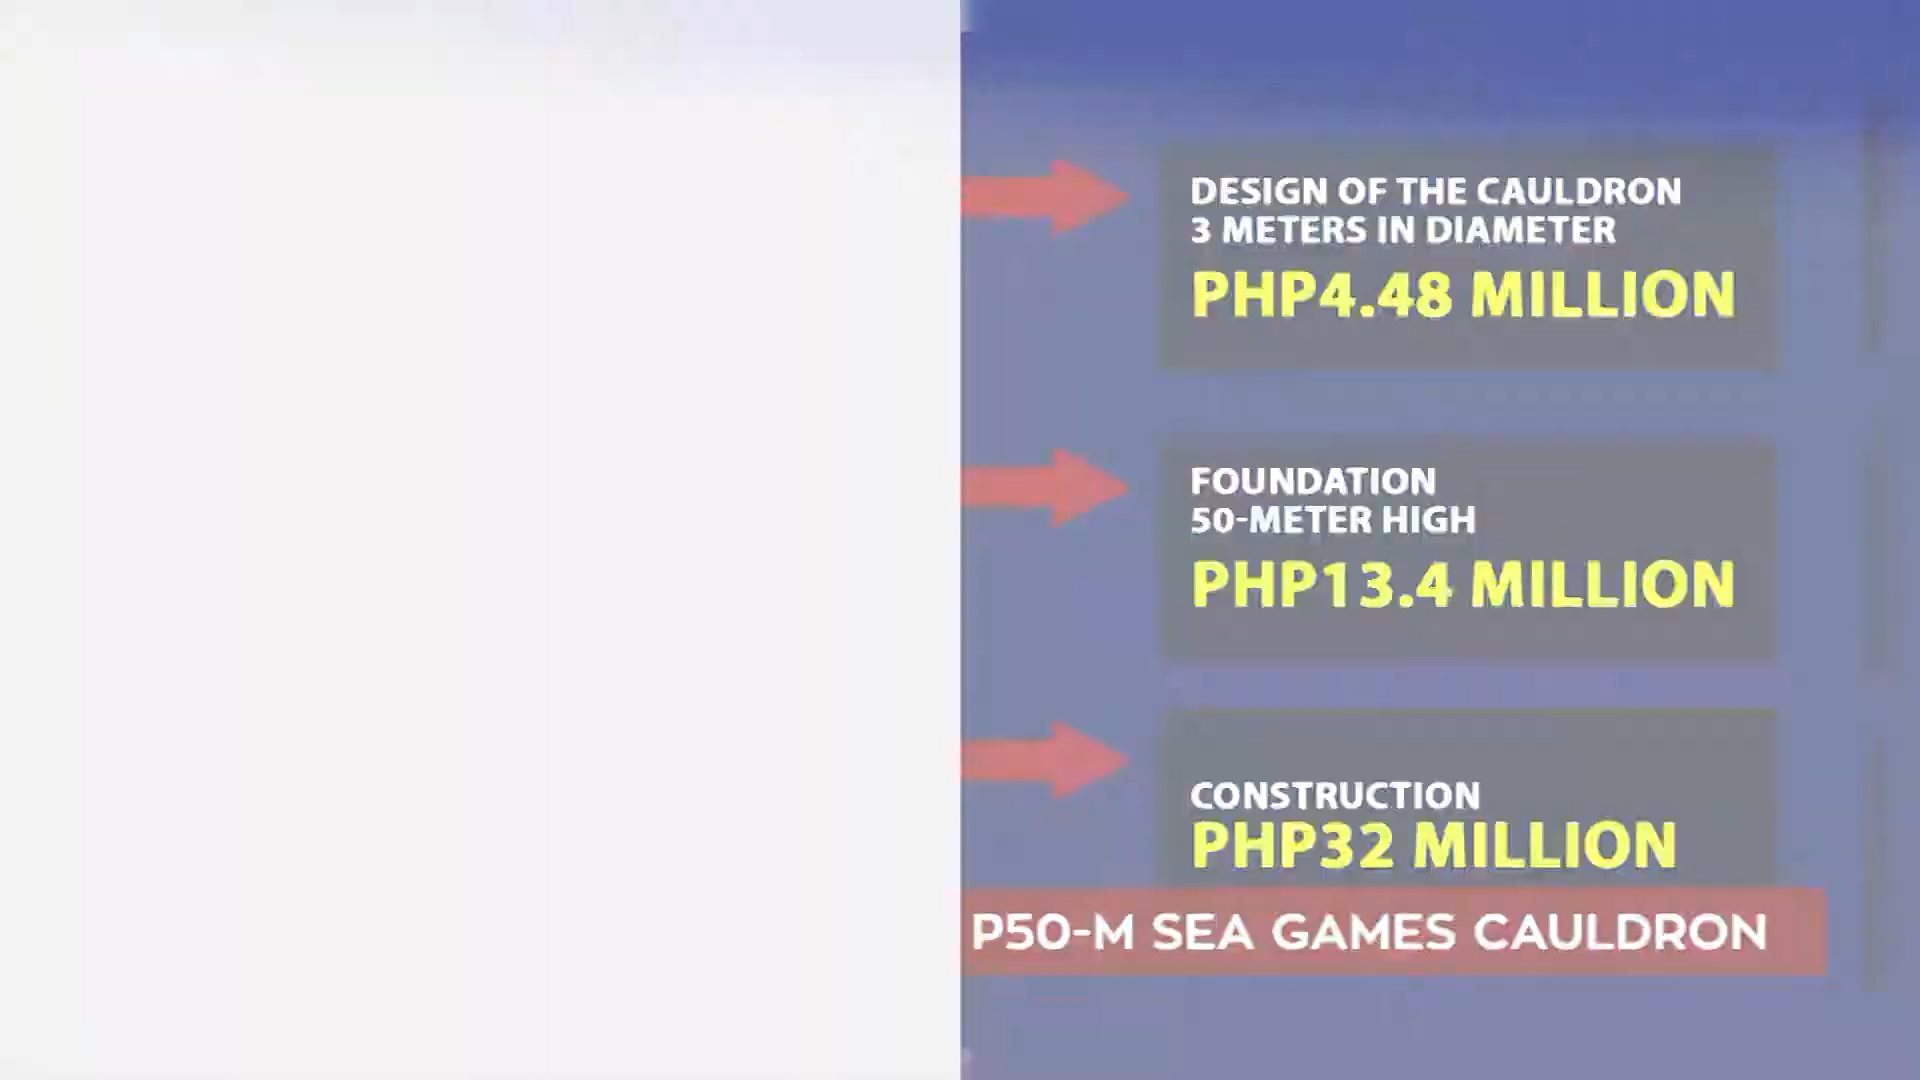 DESIGN OF THE CAULDRON
3 METERS IN DIAMETER
PHP4.48 MILLION
FOUNDATION
50-METER HIGH
PHP13.4 MILLION
CONSTRUCTION
PHP32 MILLION
P50-M SEA GAMES CAULDRON